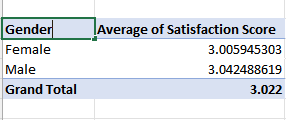 Gender Average of Satisfaction Score
Female 3.005945303
Male 3.042488619
Grand Total 3.022